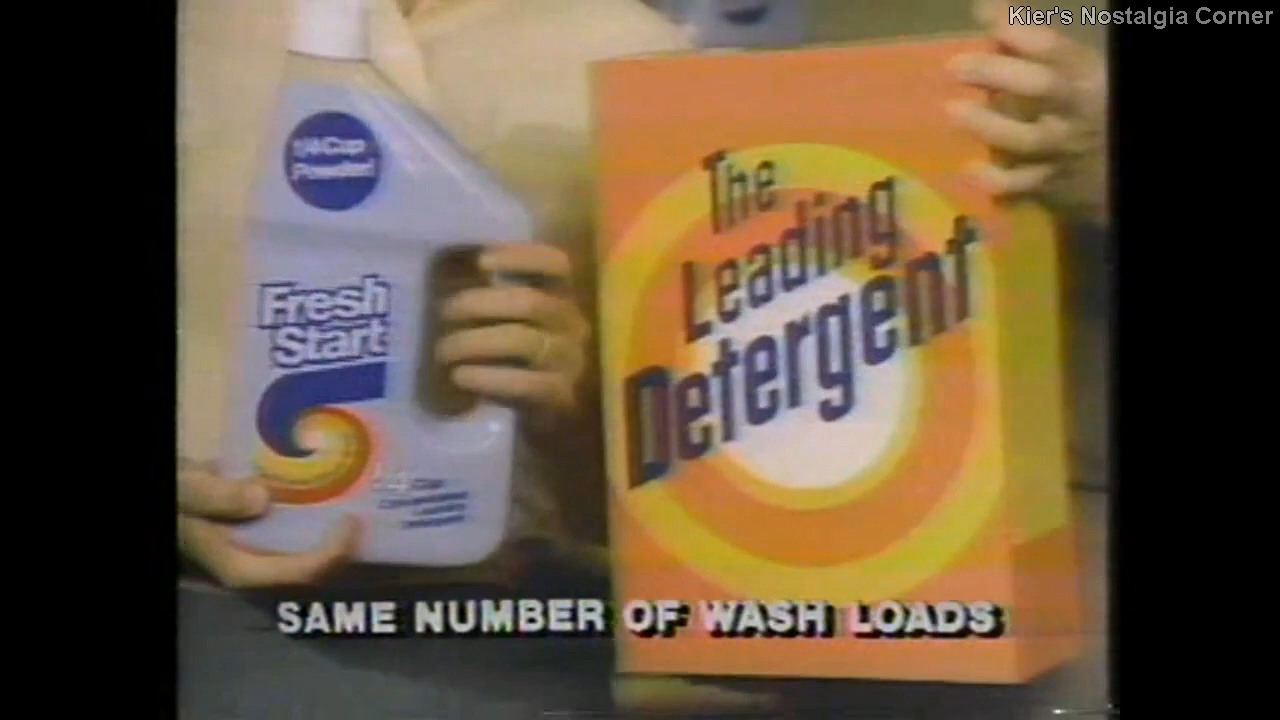 Kier's Nostalgia Corner
1/4 Cup
Powder!
Fresh
Start
The
Leading
Detergent
SAME NUMBER OF WASH LOADS